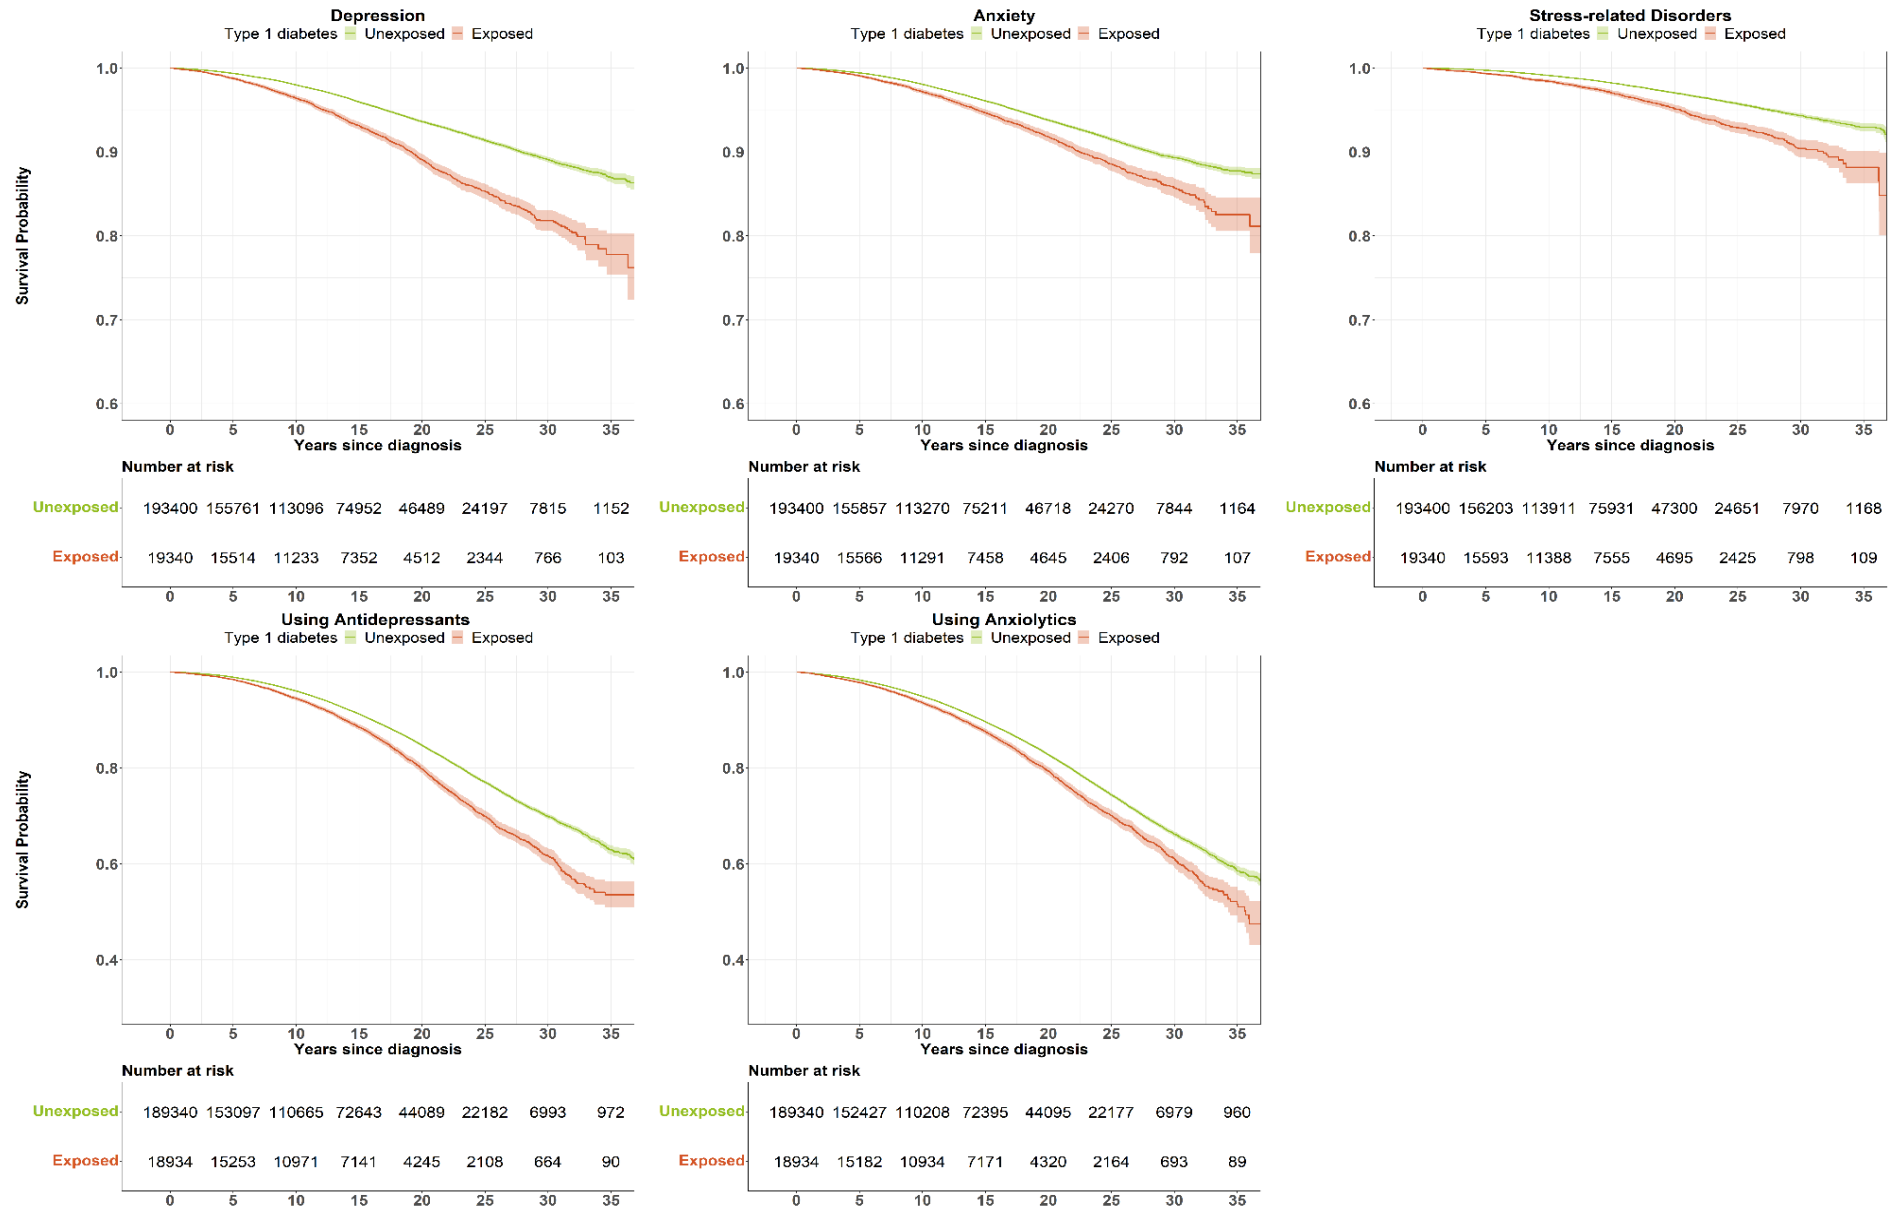 Depression
Type 1 diabetes Unexposed Exposed
Survival Probability
1.0
0.9
0.8
0.7
0.6
0 5 10 15 20 25 30 35
Years since diagnosis
Number at risk
Unexposed 193400 155761 113096 74952 46489 24197 7815 1152
Exposed 19340 15514 11233 7352 4512 2344 766 103
0 5 10 15 20 25 30 35
Anxiety
Type 1 diabetes Unexposed Exposed
1.0
0.9
0.8
0.7
0.6
0 5 10 15 20 25 30 35
Years since diagnosis
Number at risk
Unexposed 193400 155857 113270 75211 46718 24270 7844 1164
Exposed 19340 15566 11291 7458 4645 2406 792 107
0 5 10 15 20 25 30 35
Stress-related Disorders
Type 1 diabetes Unexposed Exposed
1.0
0.9
0.8
0.7
0.6
0 5 10 15 20 25 30 35
Years since diagnosis
Number at risk
Unexposed 193400 156203 113911 75931 47300 24651 7970 1168
Exposed 19340 15593 11388 7555 4695 2425 798 109
0 5 10 15 20 25 30 35
Using Antidepressants
Type 1 diabetes Unexposed Exposed
Survival Probability
1.0
0.8
0.6
0.4
0 5 10 15 20 25 30 35
Years since diagnosis
Number at risk
Unexposed 189340 153097 110665 72643 44089 22182 6993 972
Exposed 18934 15253 10971 7141 4245 2108 664 90
0 5 10 15 20 25 30 35
Using Anxiolytics
Type 1 diabetes Unexposed Exposed
1.0
0.8
0.6
0.4
0 5 10 15 20 25 30 35
Years since diagnosis
Number at risk
Unexposed 189340 152427 110208 72395 44095 22177 6979 960
Exposed 18934 15182 10934 7171 4320 2164 693 89
0 5 10 15 20 25 30 35